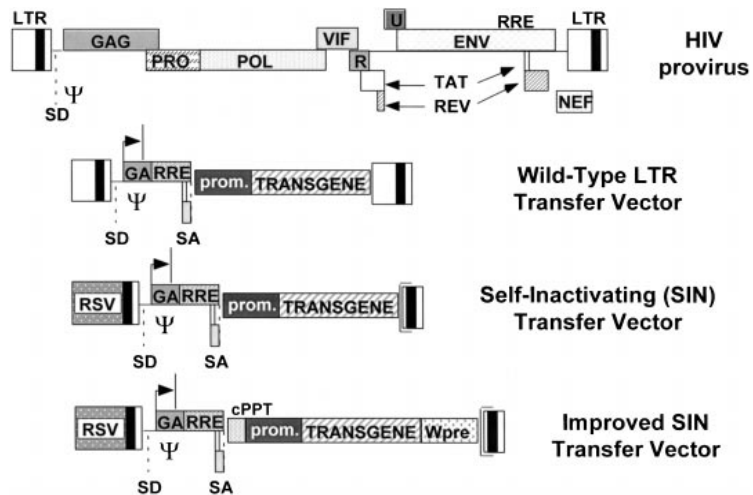 LTR
GAG
PRO
POL
VIF
R
U
RRE
ENV
LTR
TAT
REV
NEF
Ψ
SD
HIV
provirus
GA RRE
prom. TRANSGENE
Ψ
SD
SA
Wild-Type LTR
Transfer Vector
RSV
GA RRE
prom. TRANSGENE
Ψ
SD
SA
Self-Inactivating (SIN)
Transfer Vector
RSV
GA RRE
cPPT
prom. TRANSGENE Wpre
Ψ
SD
SA
Improved SIN
Transfer Vector